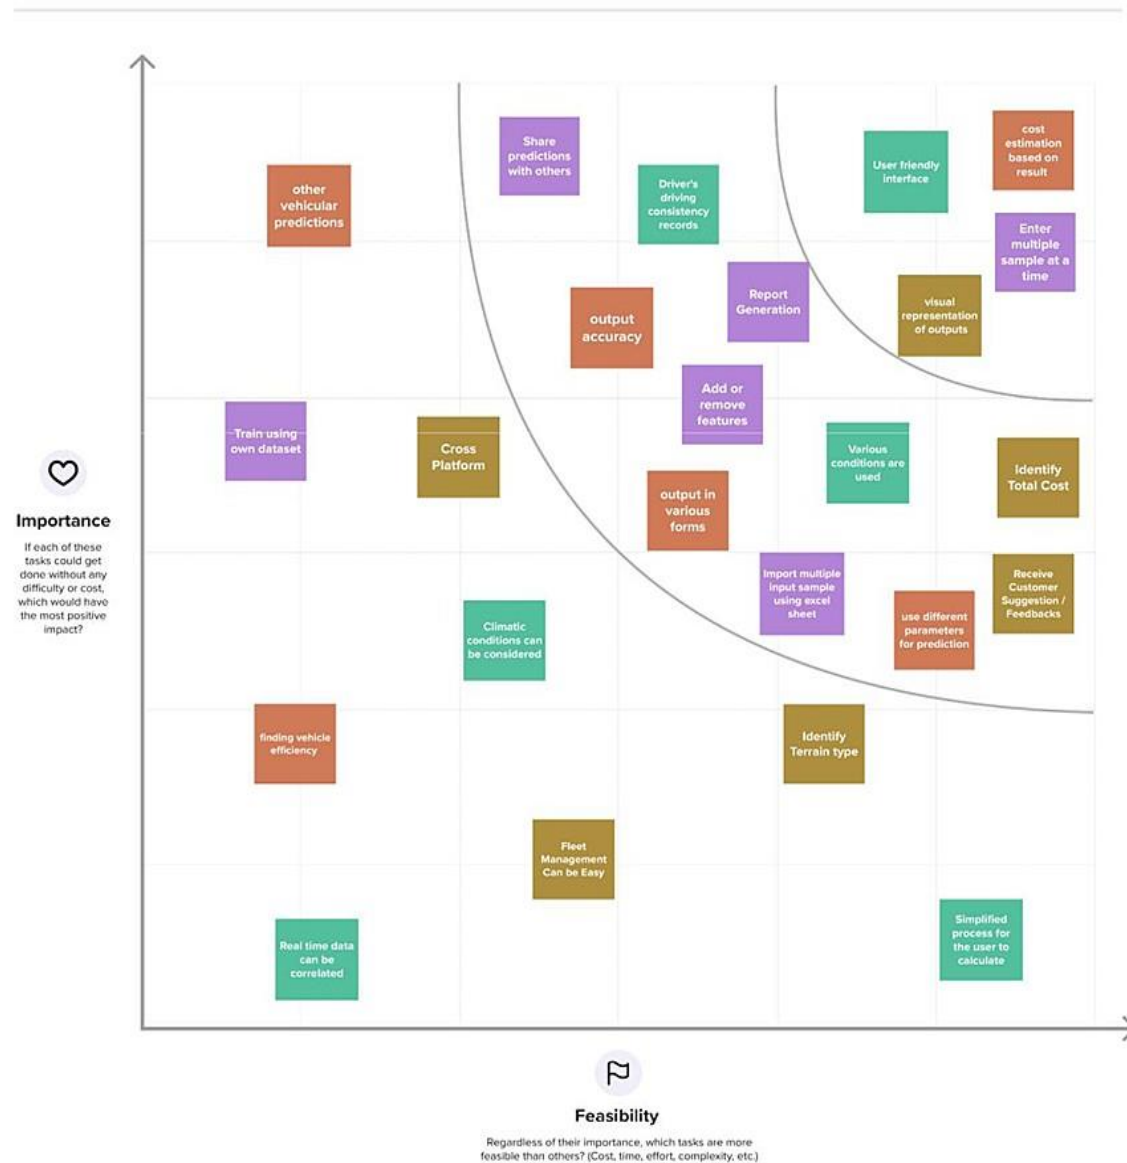 Share
predictions
with others
cost
estimation
based on
result
User friendly
interface
other
vehicular
predictions
Driver's
driving
consistency
records
Enter
multiple
sample at a
time
Report
Generation
visual
representation
of outputs
output
accuracy
Add or
remove
features
Train using
own dataset
Cross
Platform
Various
conditions are
used
Identify
Total Cost
output in
various
forms
Importance
If each of these
tasks could get
done without any
difficulty or cost,
which would have
the most positive
impact?
Import multiple
input sample
using excel
sheet
Receive
Customer
Suggestion /
Feedbacks
use different
parameters
for prediction
Climatic
conditions can
be considered
finding vehicle
efficiency
Identify
Terrain type
Fleet
Management
Can be Easy
Real time data
can be
correlated
Simplified
process for
the user to
calculate
Feasibility
Regardless of their importance, which tasks are more
feasible than others? (Cost, time, effort, complexity, etc.)